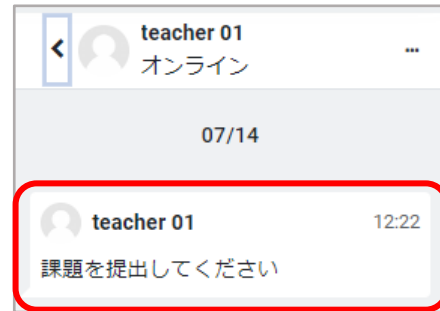 teacher 01
オンライン
07/14
teacher 01 12:22
課題を提出してください